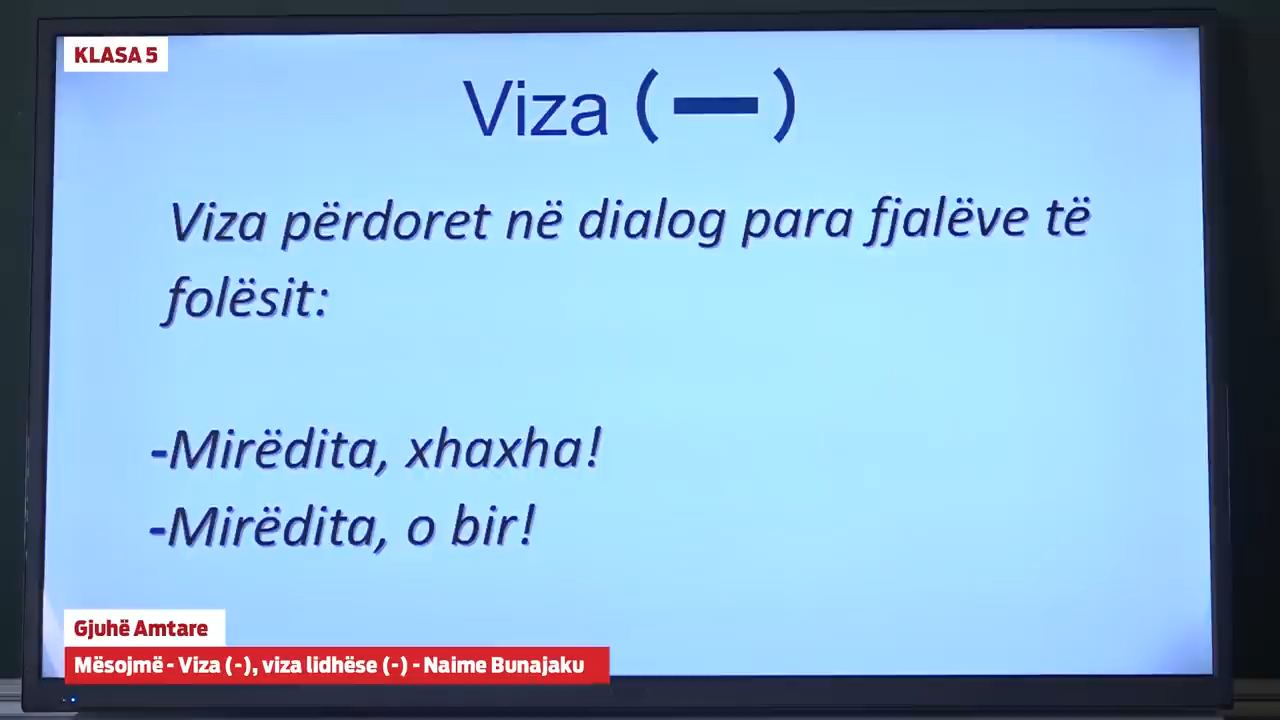 KLASA 5
Viza (—)
Viza përdoret në dialog para fjalëve të
folësit:
-Mirëdita, xhaxha!
-Mirëdita, o bir!
Gjuhë Amtare
Mësojmë - Viza (-), viza lidhëse (-) - Naime Bunajaku